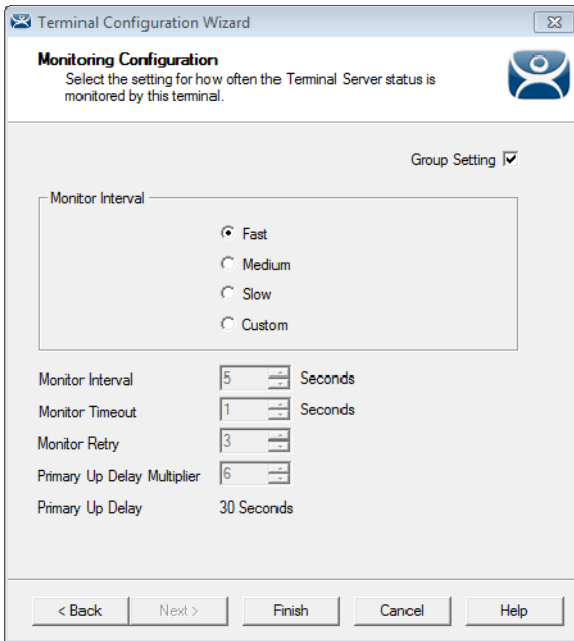 Terminal Configuration Wizard
Monitoring Configuration
Select the setting for how often the Terminal Server status is
monitored by this terminal.
Group Setting
Monitor Interval
Fast
Medium
Slow
Custom
Monitor Interval 5 Seconds
Monitor Timeout 1 Seconds
Monitor Retry 3
Primary Up Delay Multiplier 6
Primary Up Delay 30 Seconds
< Back Next > Finish Cancel Help